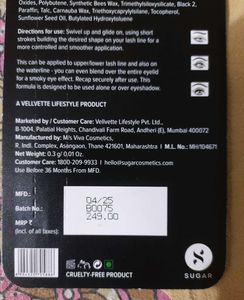 Oxides, Polybutene, Synthetic Bees Wax, Trimethylsiloxysilicate, Black 2,
Paraffin, Talc, Carnauba Wax, Triethoxycaprylylsilane, Tocopherol,
Sunflower Seed Oil, Butylated Hydroxytoluene
Directions for use: Swivel up and glide on, using short
strokes building the desired shape on your lash line for a
more controlled and smoother application.
This can be applied to upper/lower lash line and also on
the waterline - you can even blend over the entire eyelid
for a smoky eye effect. Recap securely after use. This
formula is designed to be used alone or over eyeshadow.
A VELLVETTE LIFESTYLE PRODUCT
Marketed by / Customer Care: Vellvette Lifestyle Pvt. Ltd.,
B-1004, Palatial Heights, Chandivali Farm Road, Andheri (E), Mumbai 400072
Manufactured by:
R. Indl. Complex, Asangaon, Thane 421601, Maharashtra | M.L. No.: MH/104671
Net Weight: 0.3 g/ 0.01 Oz.
Customer Care: 1800-209-9933 | hello@sugarcosmetics.com
Use Before 36 Months From MFD.
MFD.:
Batch No.:
MRP ₹
(incl. of all taxes):
04/25
B007S
249.00
CRUELTY-FREE PRODUCT
SUGAR